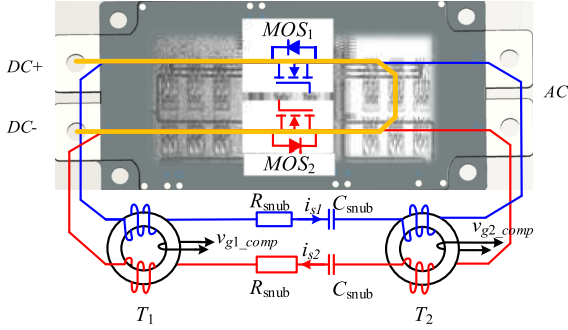 MOS1
DC+
AC
DC-
MOS2
Rsnub is1 Csnub
vg1_comp vg2_comp
is2
Rsnub Csnub
T1 T2